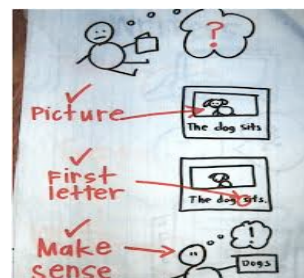 ?
Picture
The dog sits
First
letter
The dog sits.
!
Make
sense
Dogs